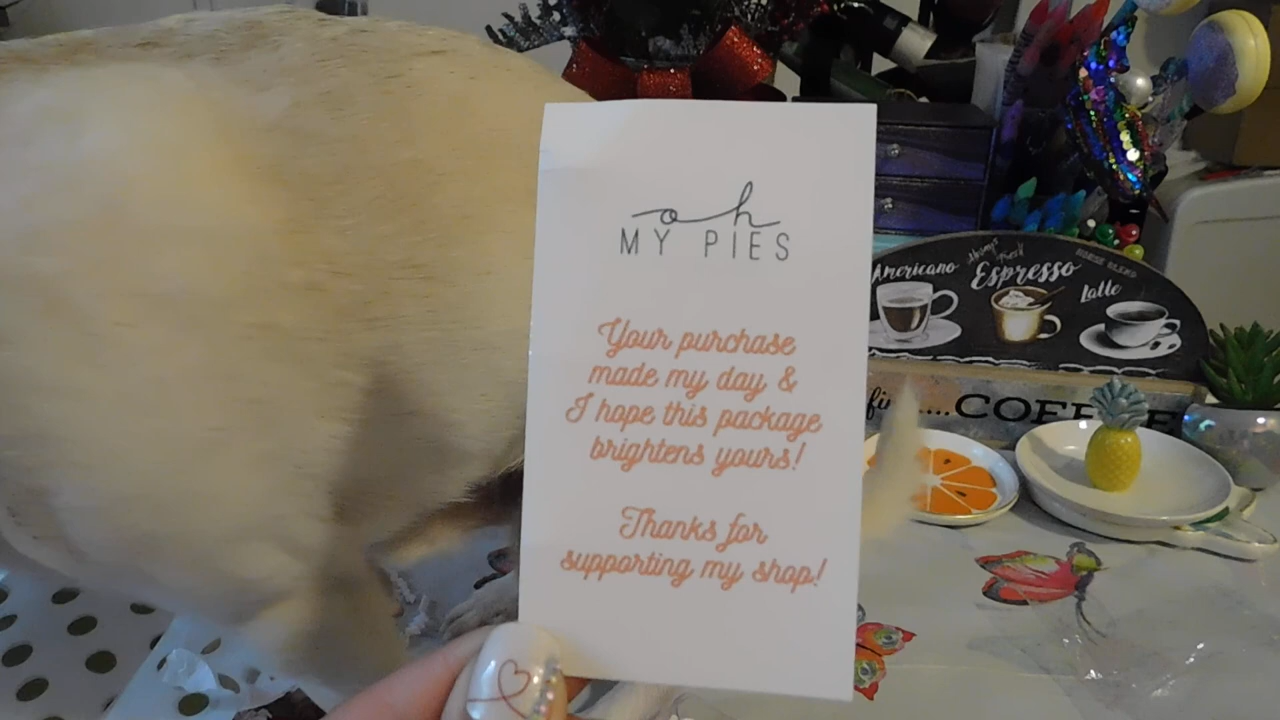 oh
MY PIES
Your purchase
made my day &
I hope this package
brightens yours!
Thanks for
supporting my shop!
Americano
Espresso
Latte
COFFEE